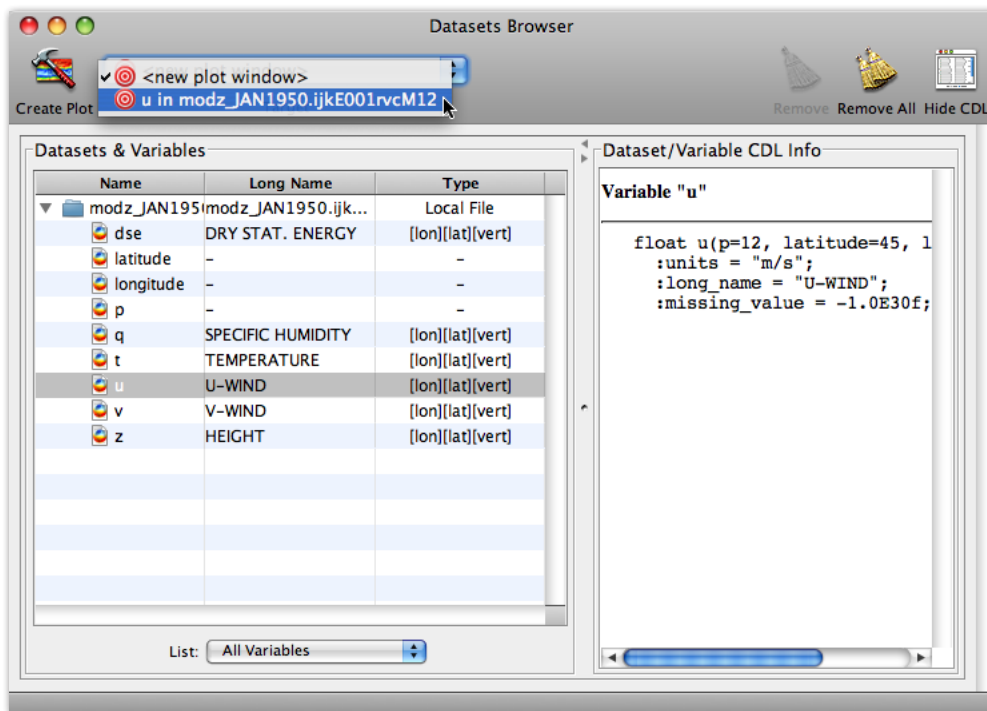 Datasets Browser
<new plot window>
u in modz_JAN1950.ijkE001rvcM12
Create Plot
Remove Remove All Hide CDL
Datasets & Variables
Name Long Name Type
modz_JAN195 modz_JAN1950.ijk... Local File
dse DRY STAT. ENERGY [lon][lat][vert]
latitude – –
longitude – –
p – –
q SPECIFIC HUMIDITY [lon][lat][vert]
t TEMPERATURE [lon][lat][vert]
u U-WIND [lon][lat][vert]
v V-WIND [lon][lat][vert]
z HEIGHT [lon][lat][vert]
List: All Variables
Dataset/Variable CDL Info
Variable "u"
float u(p=12, latitude=45, l
:units = "m/s";
:long_name = "U-WIND";
:missing_value = -1.0E30f;